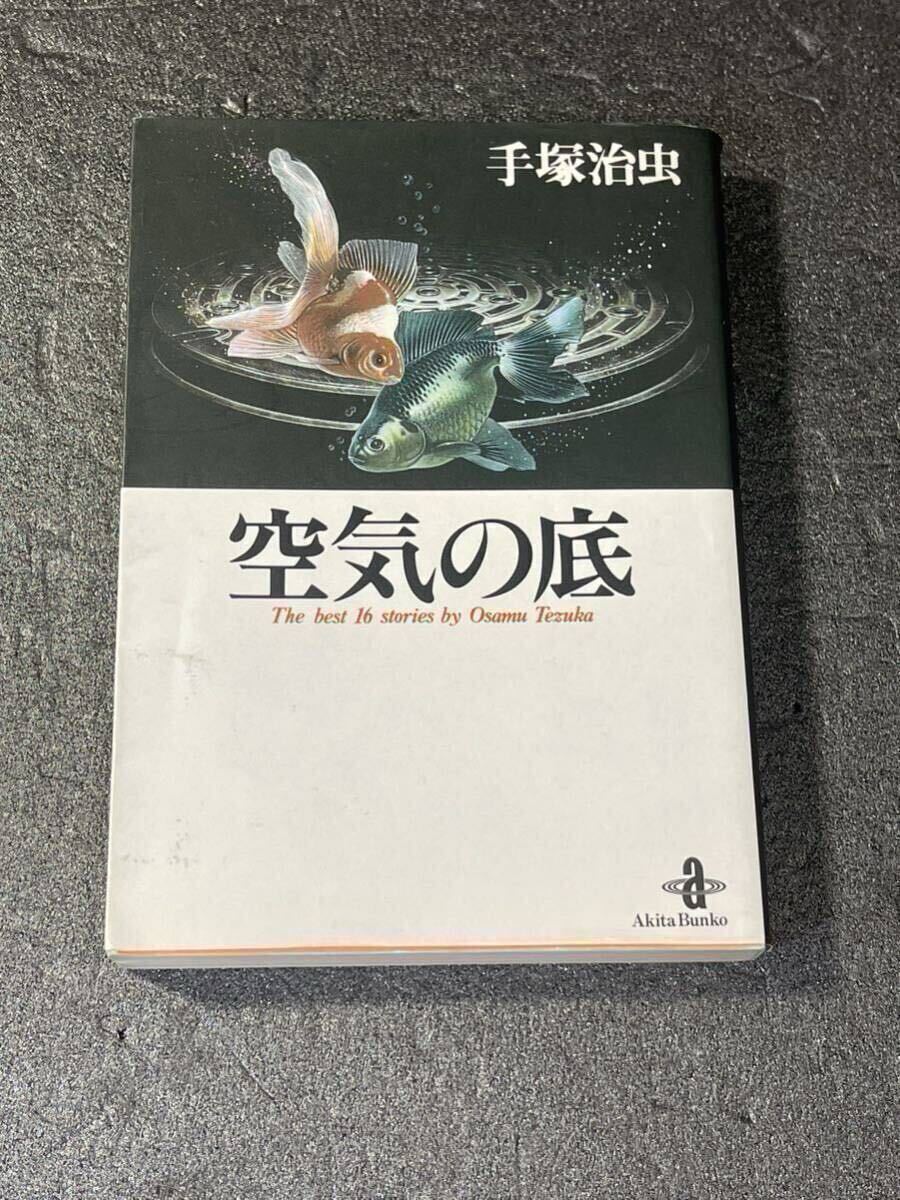 手塚治虫
空気の底
The best 16 stories by Osamu Tezuka
a
Akita Bunko